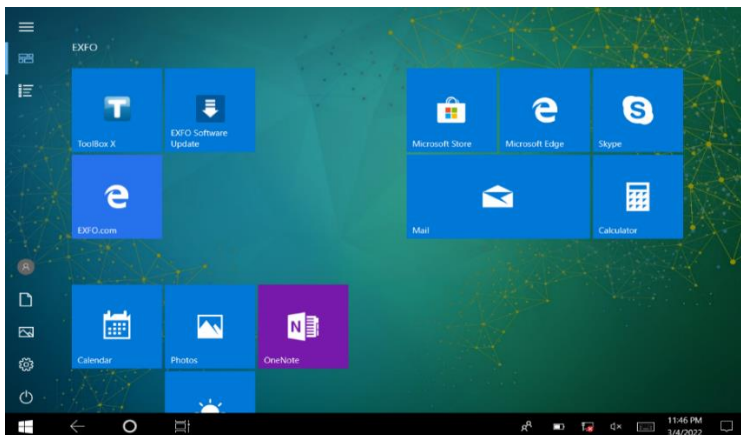 EXFO
T
ToolBox X
EXFO Software
Update
Microsoft Store
Microsoft Edge
S
Skype
EXFO.com
Mail
Calculator
Calendar
Photos
N
OneNote
11:46 PM
3/4/2022